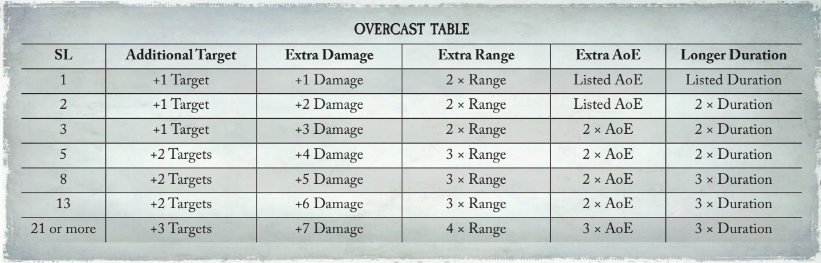 OVERCAST TABLE
SL Additional Target Extra Damage Extra Range Extra AoE Longer Duration
1 +1 Target +1 Damage 2 × Range Listed AoE Listed Duration
2 +1 Target +2 Damage 2 × Range Listed AoE 2 × Duration
3 +1 Target +3 Damage 2 × Range 2 × AoE 2 × Duration
5 +2 Targets +4 Damage 3 × Range 2 × AoE 2 × Duration
8 +2 Targets +5 Damage 3 × Range 2 × AoE 3 × Duration
13 +2 Targets +6 Damage 3 × Range 2 × AoE 3 × Duration
21 or more +3 Targets +7 Damage 4 × Range 3 × AoE 3 × Duration